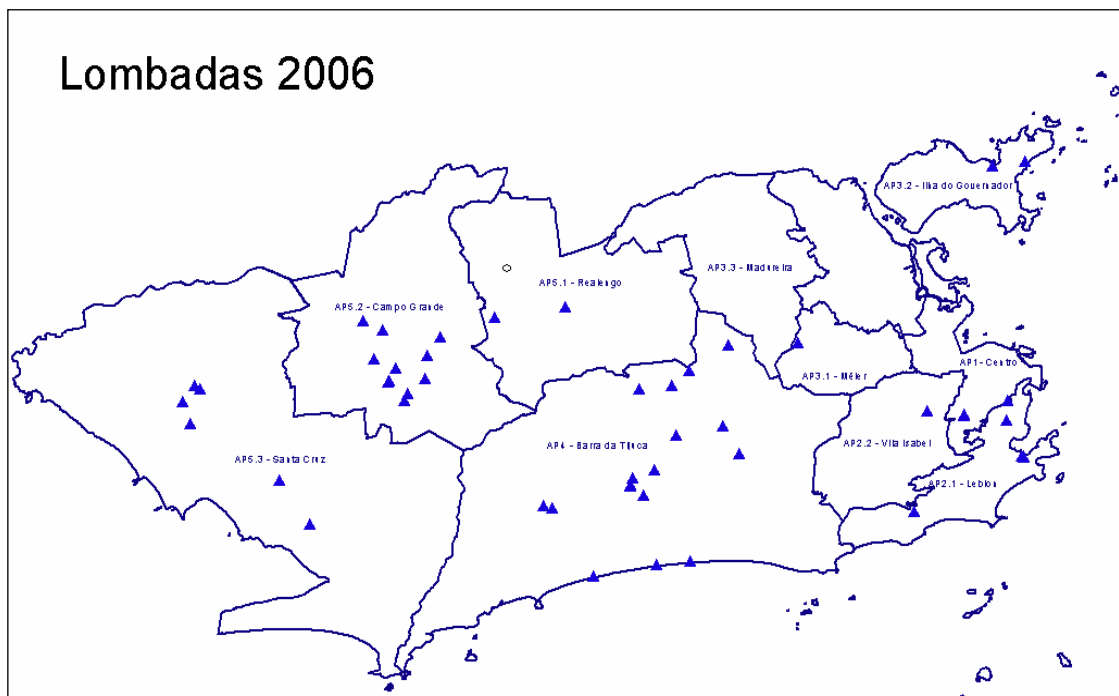 Lombadas 2006
AP3.2 - Ilha do Governador
AP3.3 - Madureira
AP5.1 - Realengo
AP5.2 - Campo Grande
AP1 - Centro
AP3.1 - Méier
AP2.2 - Vila Isabel
AP4 - Barra da Tijuca
AP5.3 - Santa Cruz
AP2.1 - Leblon